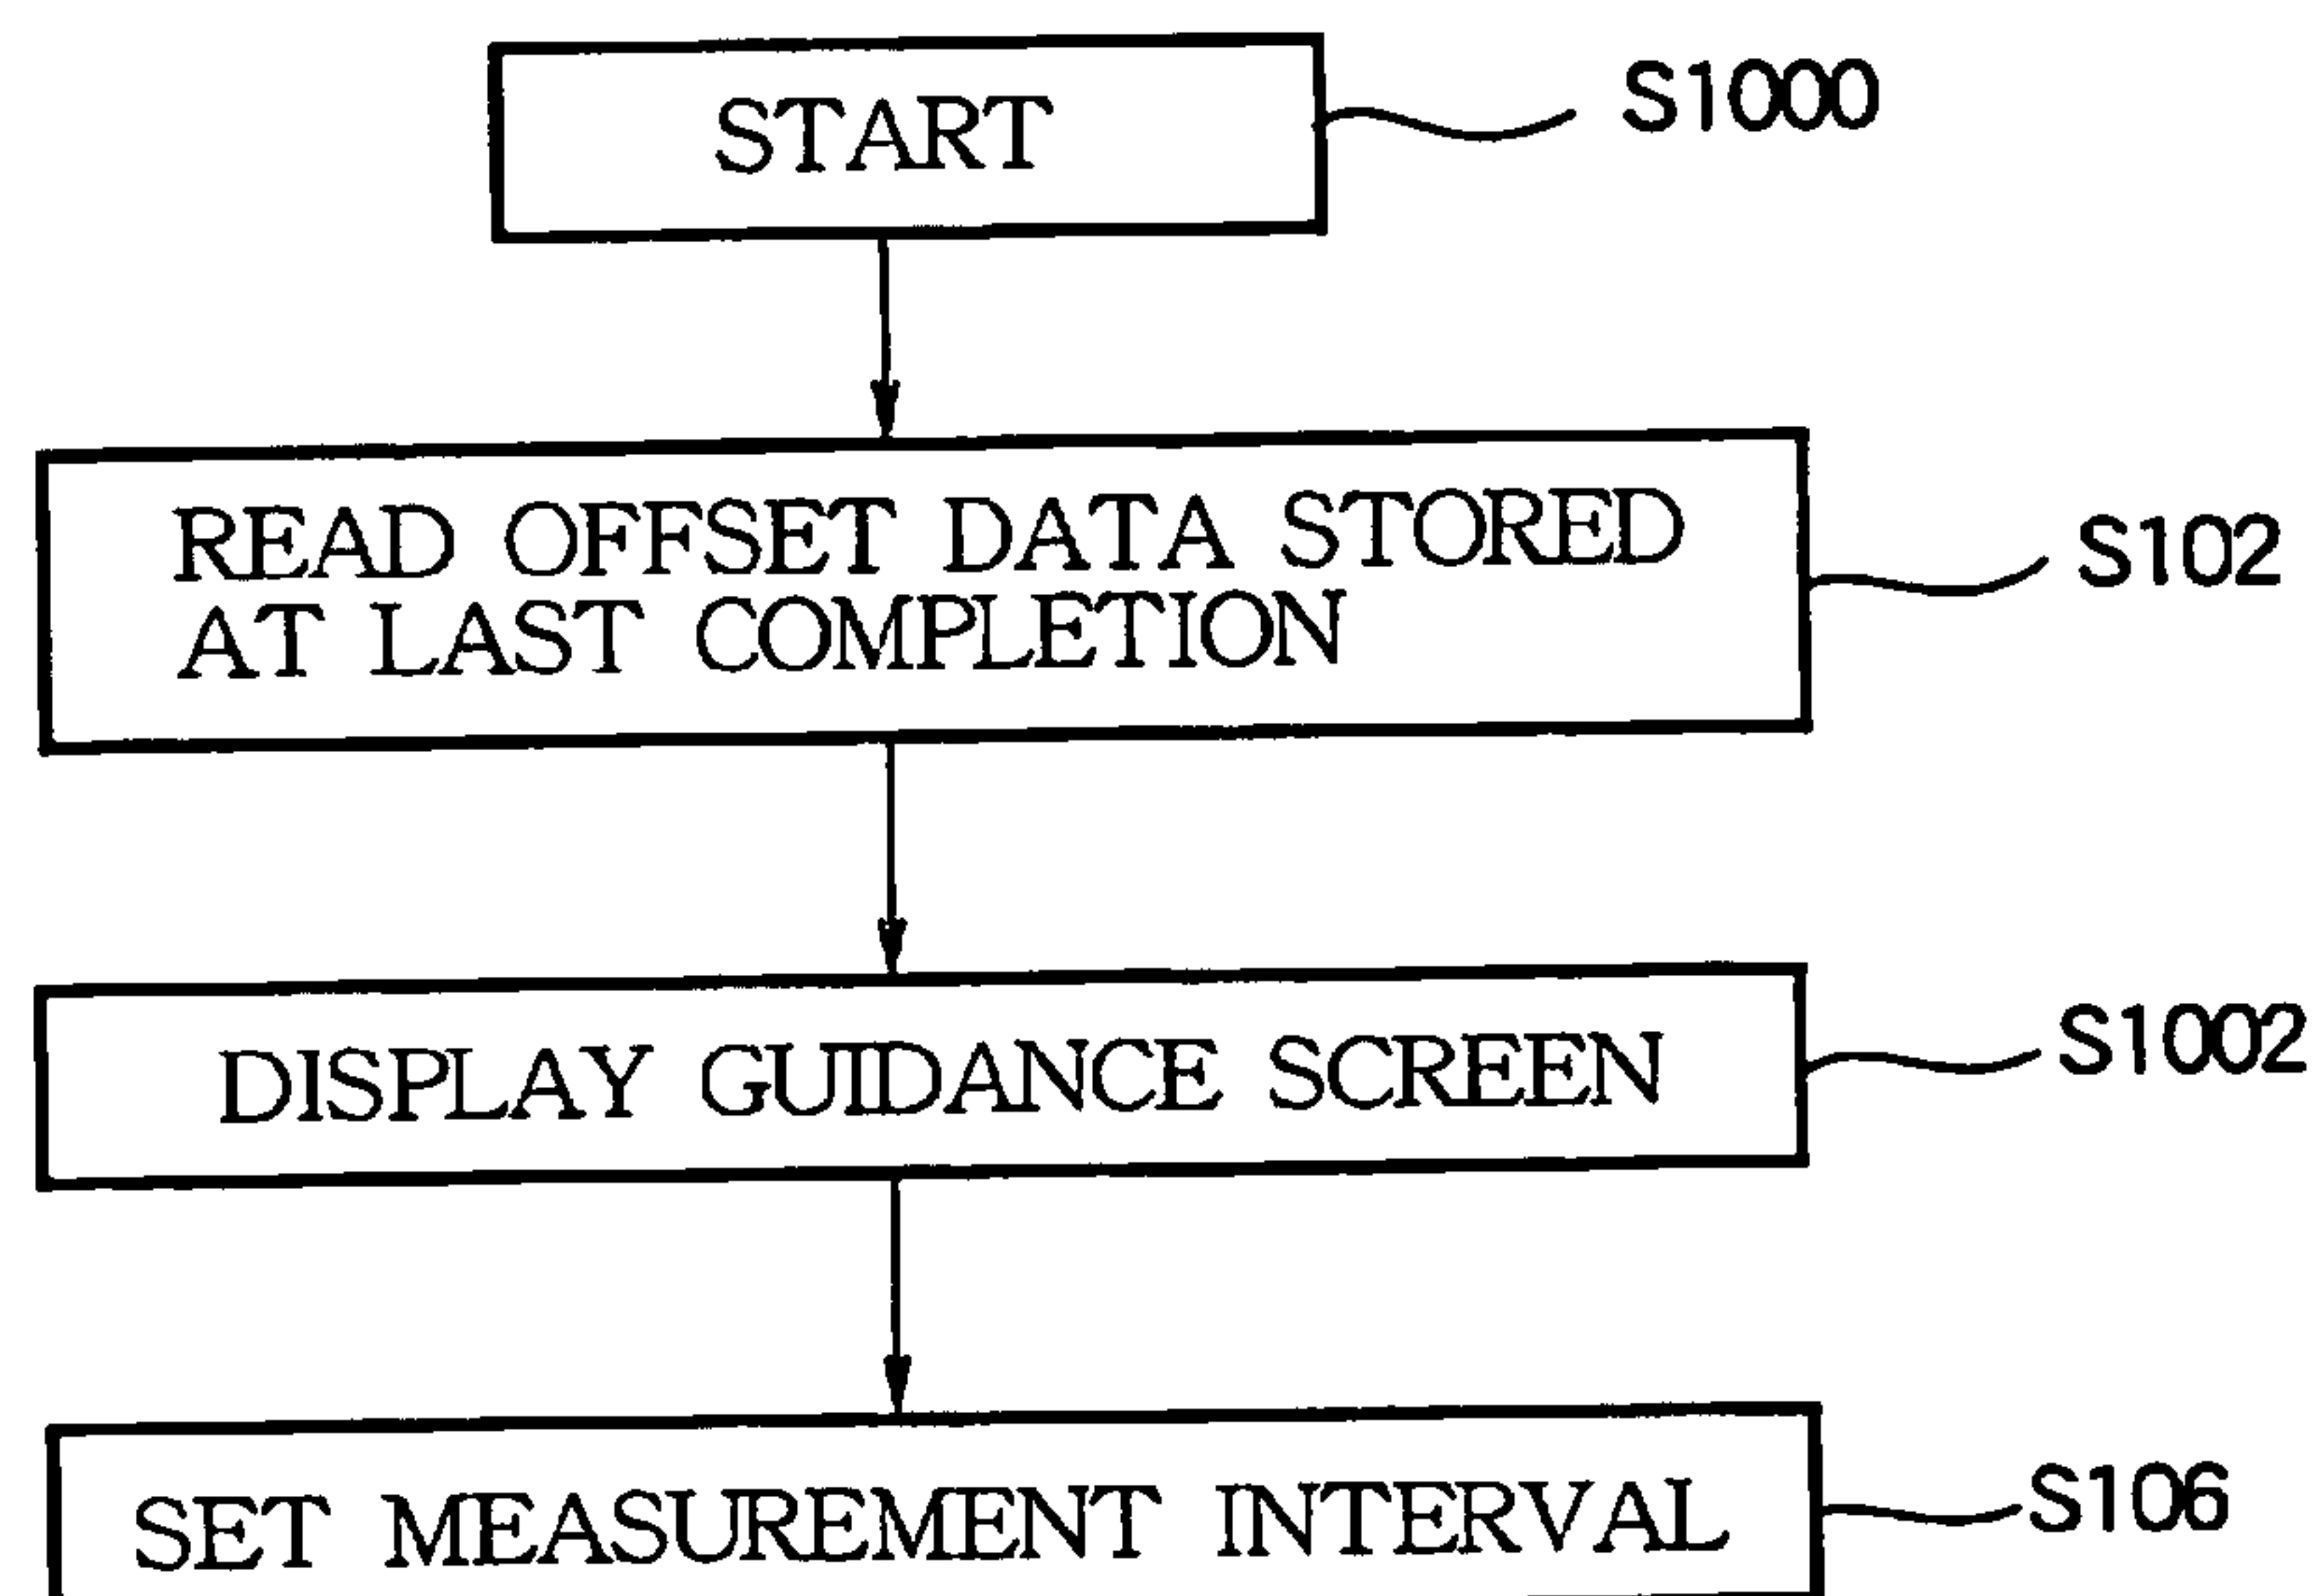 START
S1000
READ OFFSET DATA STORED
AT LAST COMPLETION
S102
DISPLAY GUIDANCE SCREEN
S1002
SET MEASUREMENT INTERVAL
S106